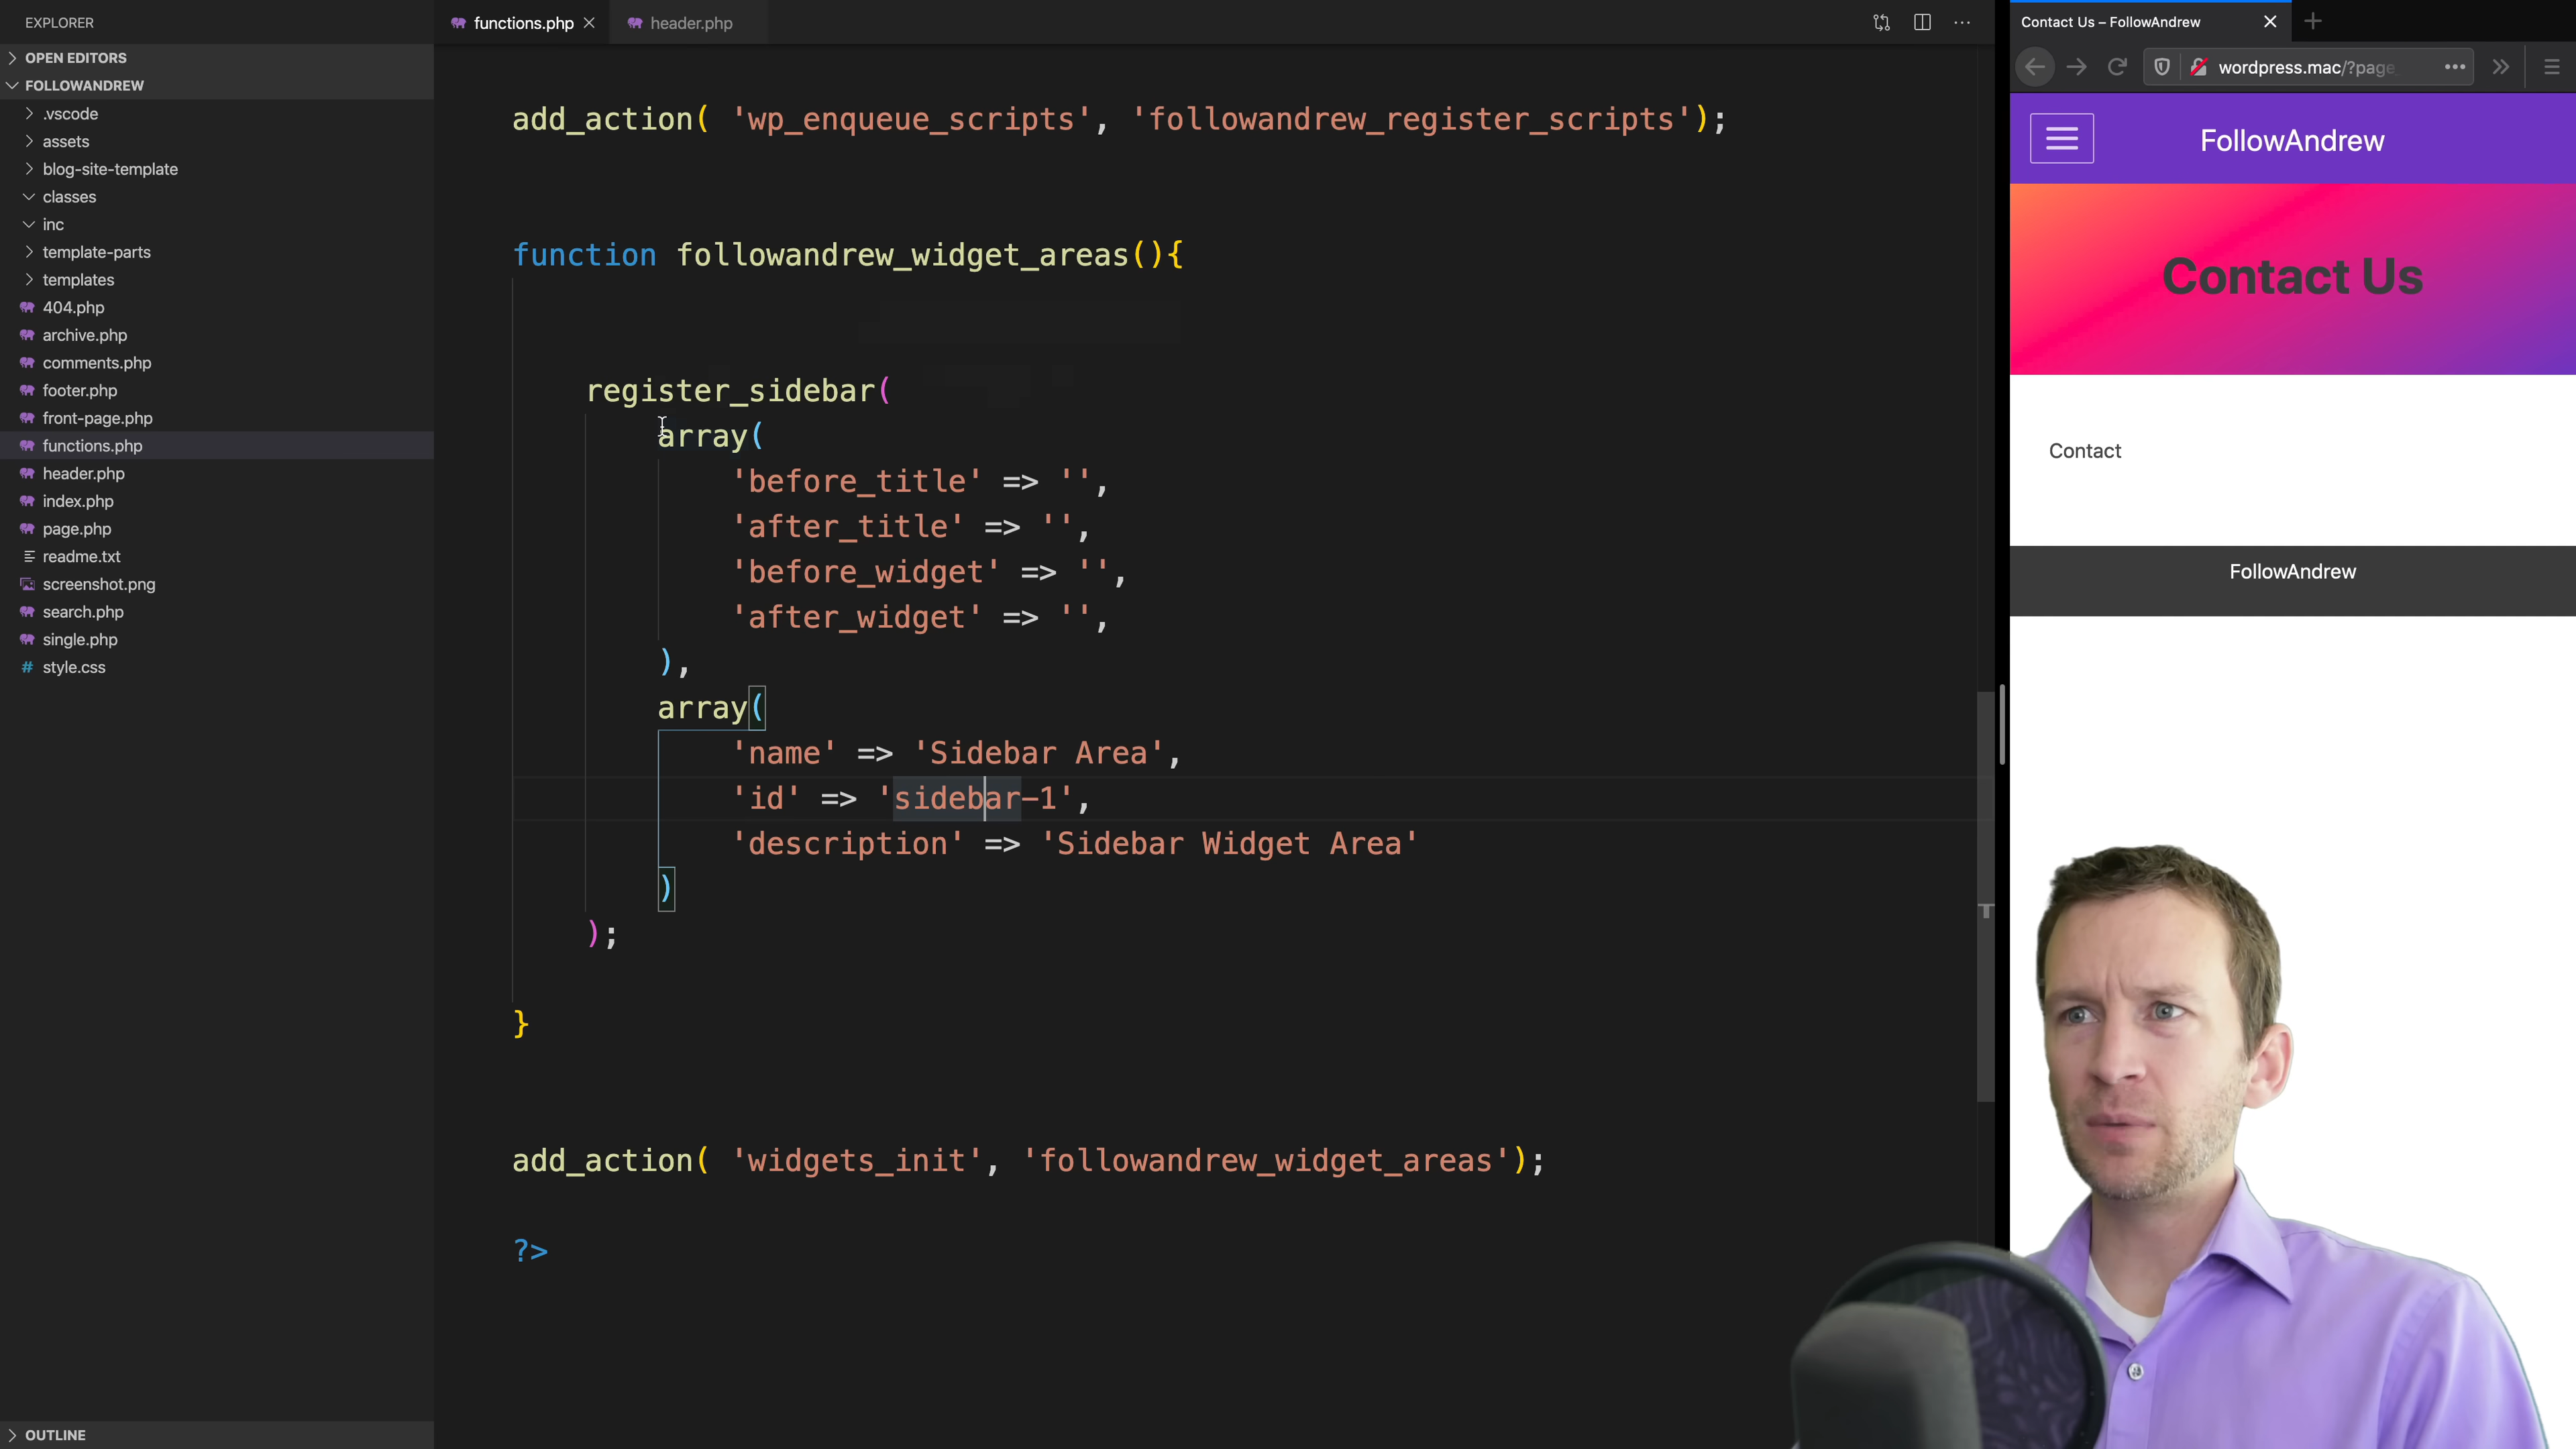 EXPLORER
OPEN EDITORS
FOLLOWANDREW
.vscode
assets
blog-site-template
classes
inc
template-parts
templates
404.php
archive.php
comments.php
footer.php
front-page.php
functions.php
header.php
index.php
page.php
readme.txt
screenshot.png
search.php
single.php
# style.css
OUTLINE
functions.php
header.php
add_action( 'wp_enqueue_scripts', 'followandrew_register_scripts');
function followandrew_widget_areas(){
register_sidebar(
array(
'before_title' => '',
'after_title' => '',
'before_widget' => '',
'after_widget' => '',
),
array(
'name' => 'Sidebar Area',
'id' => 'sidebar-1',
'description' => 'Sidebar Widget Area'
)
);
}
add_action( 'widgets_init', 'followandrew_widget_areas');
?>
Contact Us – FollowAndrew
wordpress.mac/?page_
FollowAndrew
Contact Us
Contact
FollowAndrew